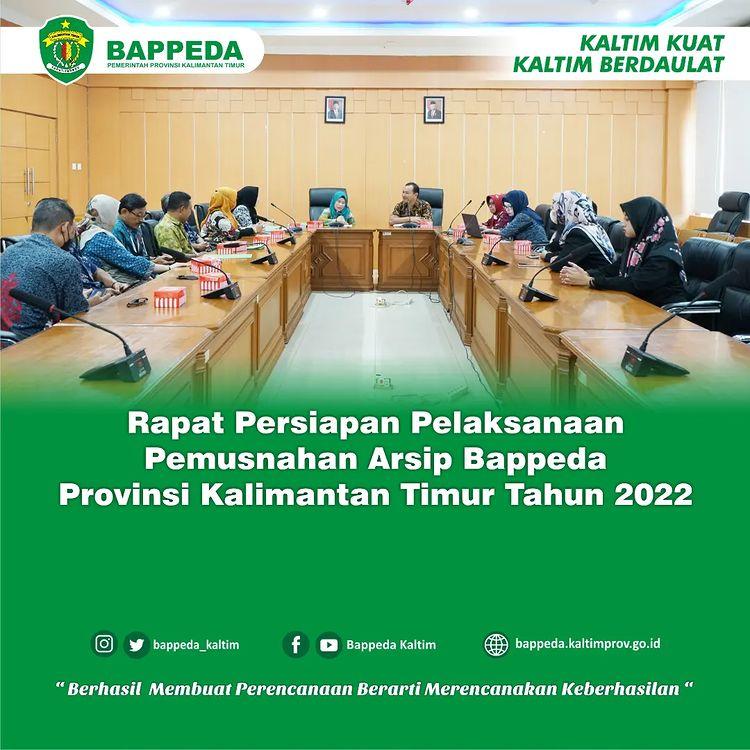 BAPPEDA
PEMERINTAH PROVINSI KALIMANTAN TIMUR
KALTIM KUAT
KALTIM BERDAULAT
Rapat Persiapan Pelaksanaan
Pemusnahan Arsip Bappeda
Provinsi Kalimantan Timur Tahun 2022
bappeda_kaltim
Bappeda Kaltim
bappeda.kaltimprov.go.id
“ Berhasil Membuat Perencanaan Berarti Merencanakan Keberhasilan “